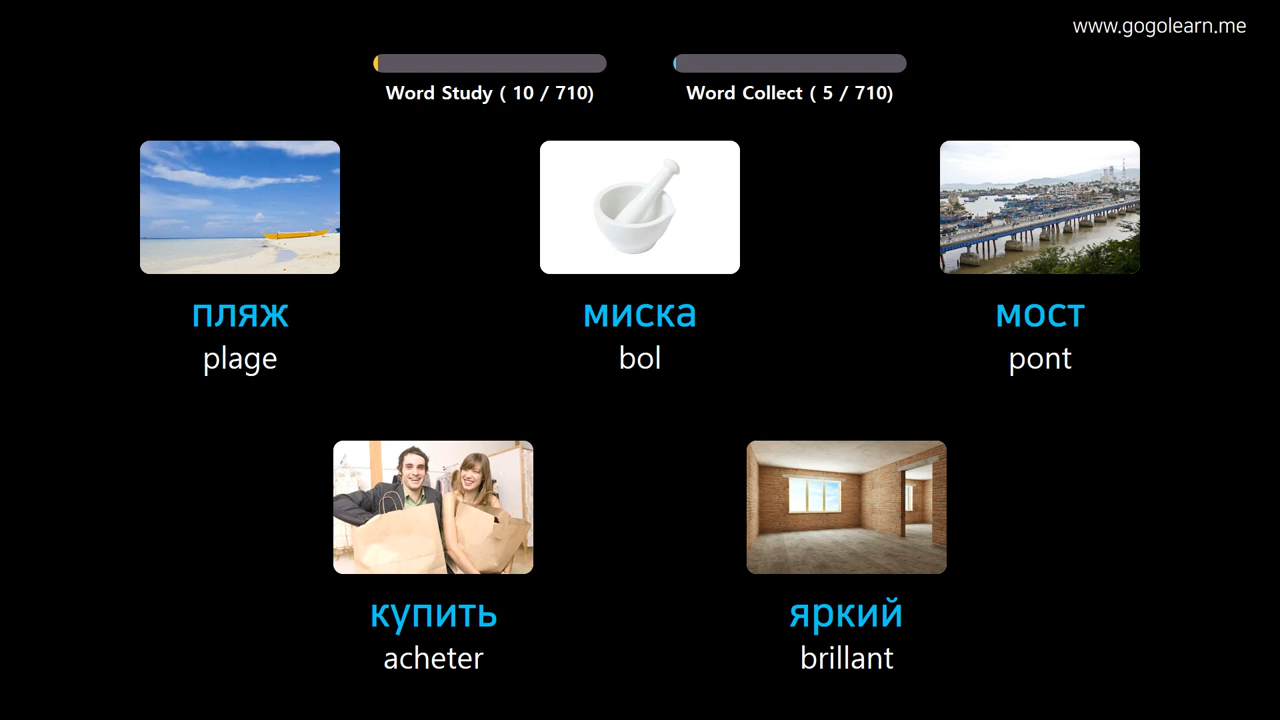 www.gogolearn.me
Word Study ( 10 / 710)
Word Collect ( 5 / 710)
пляж
plage
миска
bol
мост
pont
купить
acheter
яркий
brillant